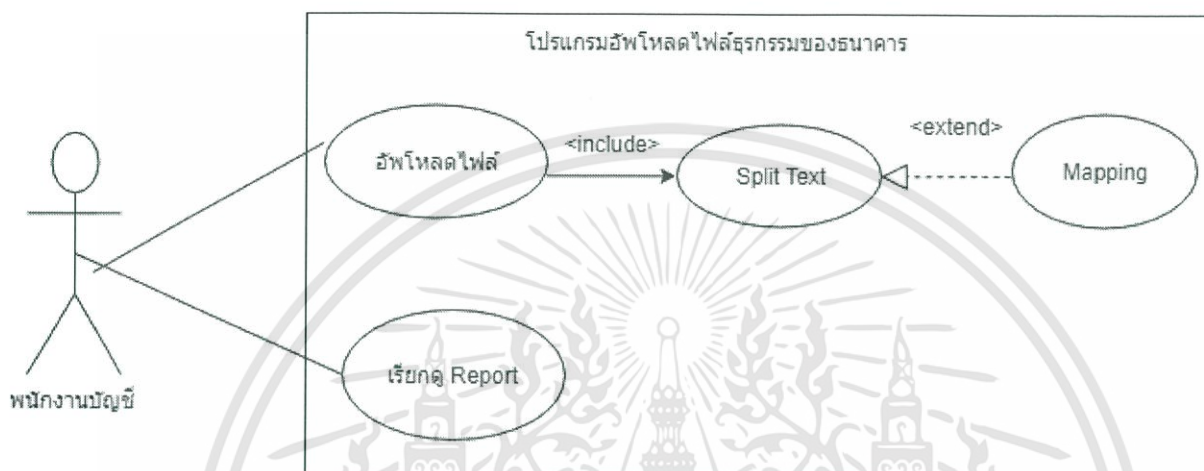 โปรแกรมอัพโหลดไฟล์ธุรกรรมของธนาคาร
อัพโหลดไฟล์
<include>
Split Text
<extend>
Mapping
เรียกดู Report
พนักงานบัญชี